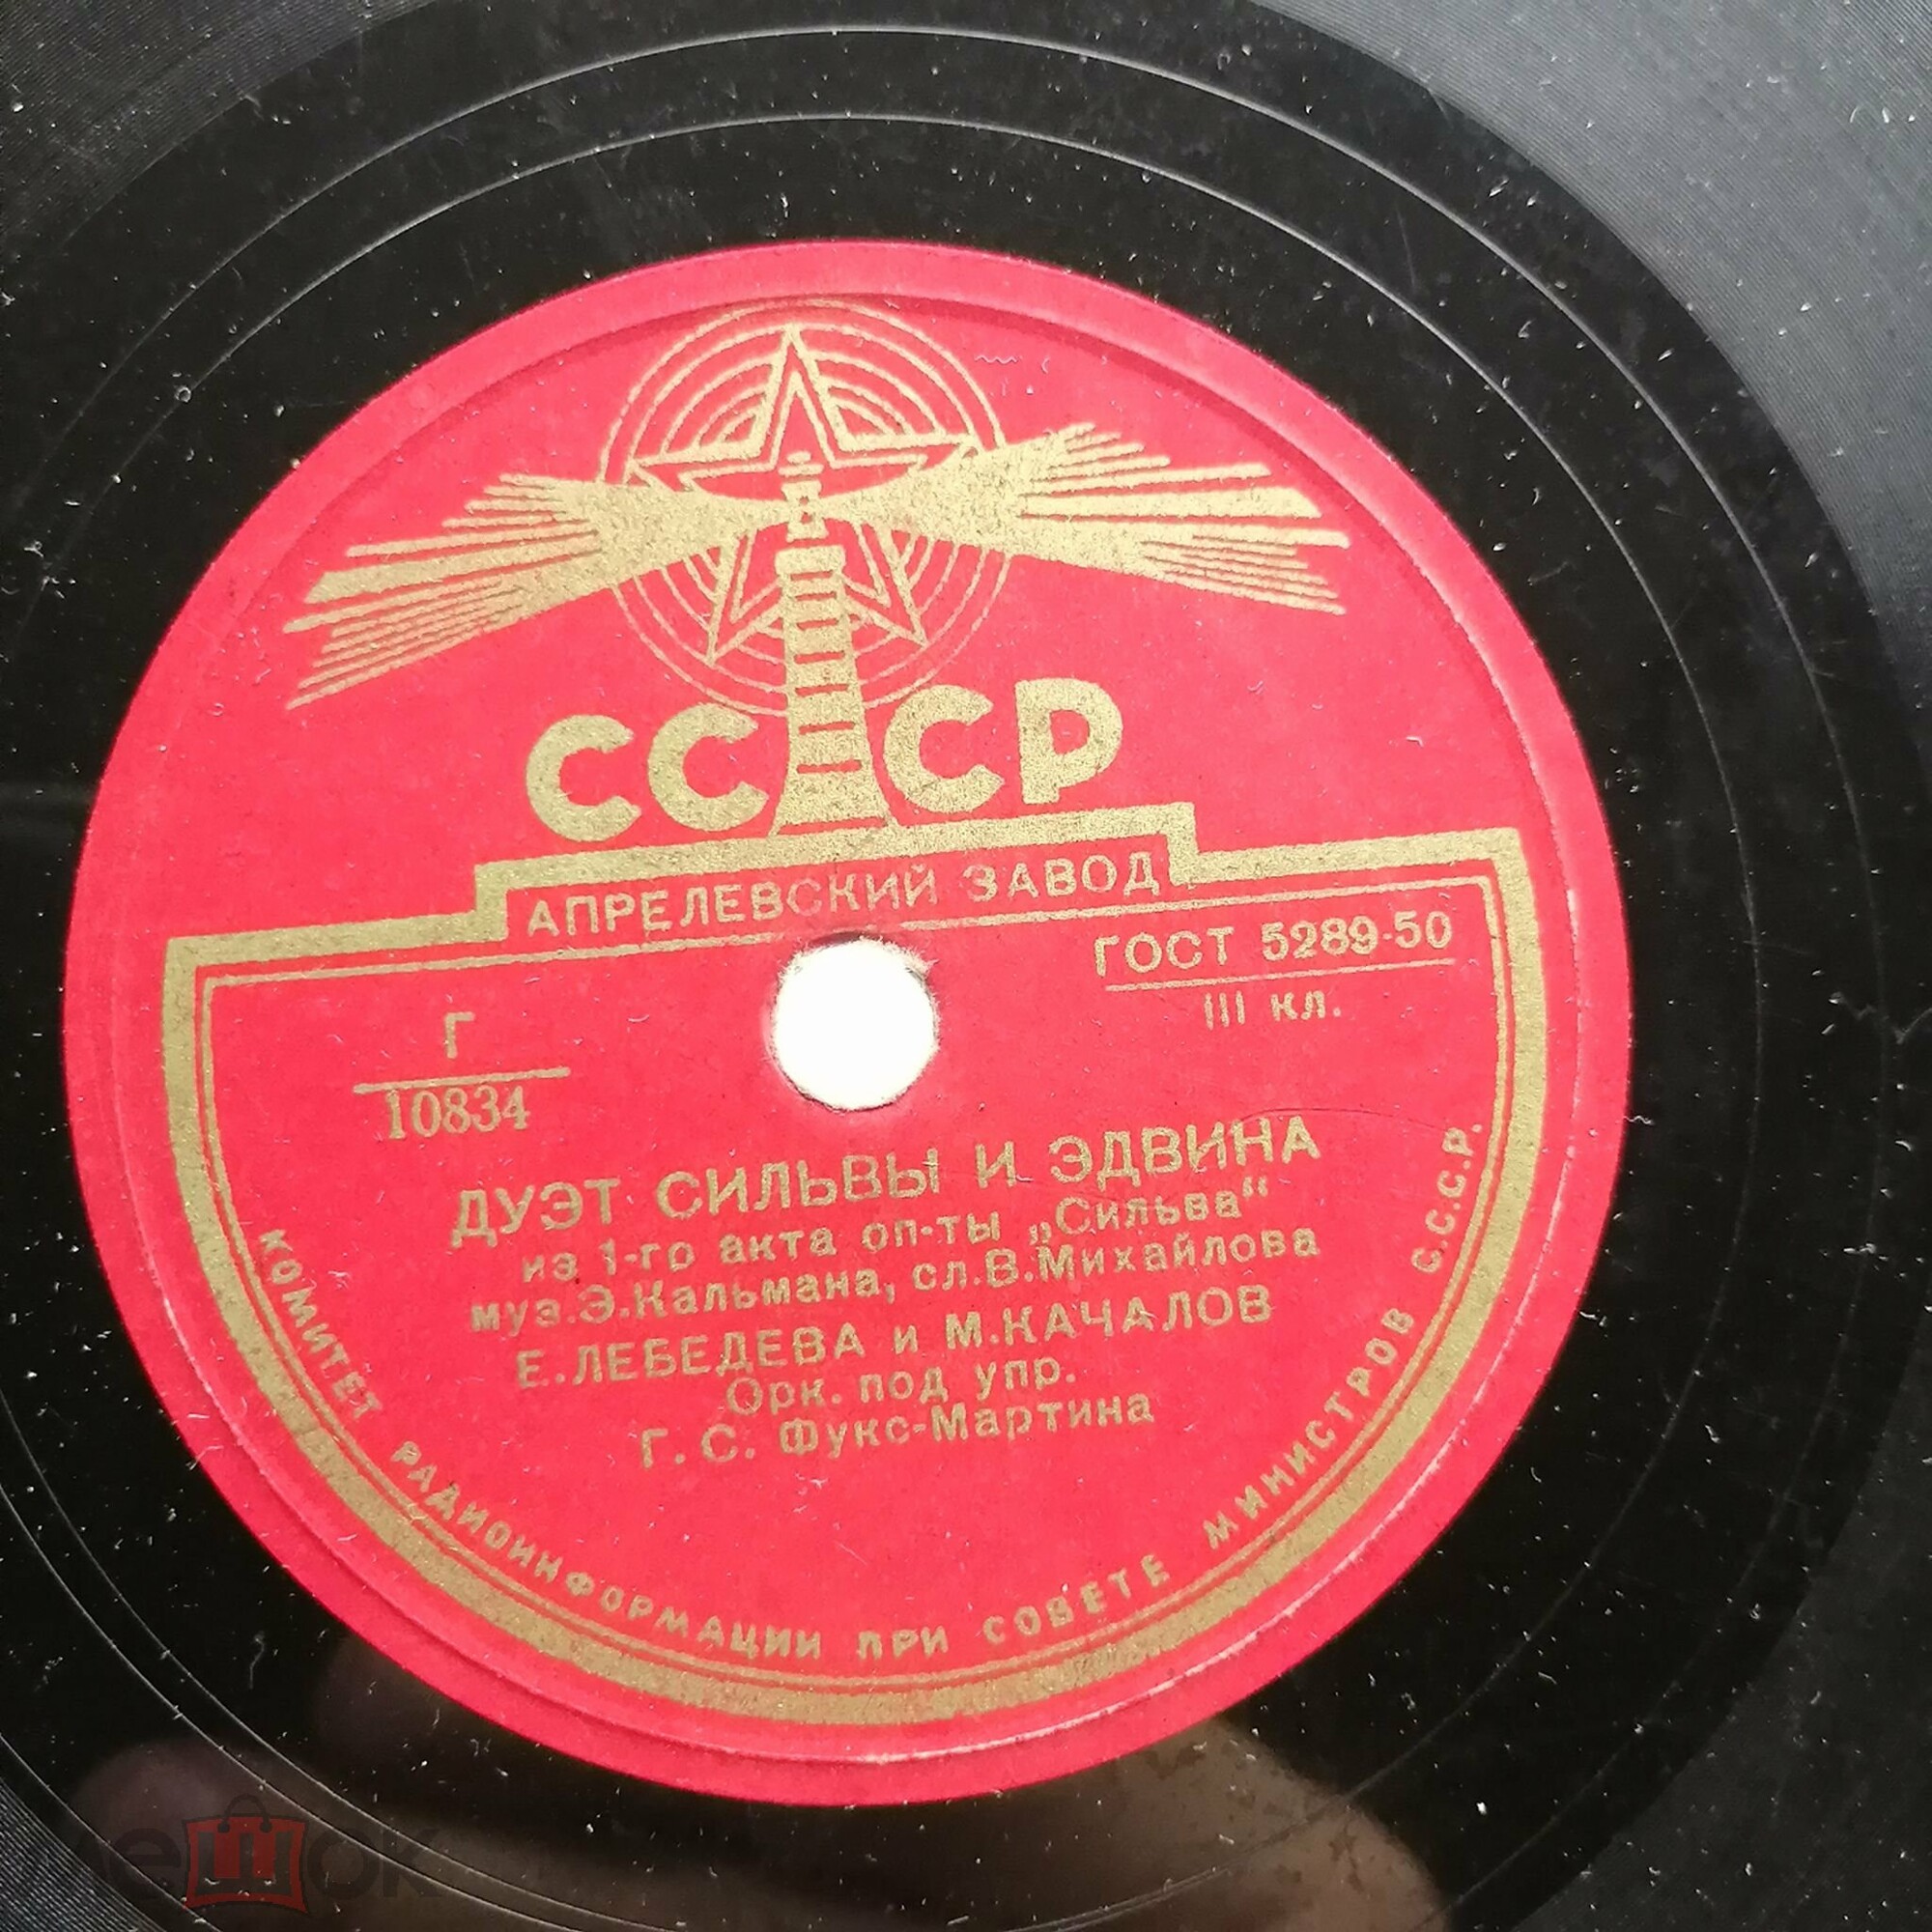 СССР
АПРЕЛЕВСКИЙ ЗАВОД
ГОСТ 5289-50
III кл.
Г
10834
ДУЭТ СИЛЬВЫ И ЭДВИНА
из 1-го акта оп-ты „Сильва“
муз.Э.Кальмана, сл.В.Михайлова
Е.ЛЕБЕДЕВА и М.КАЧАЛОВ
Орк. под упр.
Г. С. Фукс-Мартина
КОМИТЕТ РАДИОИНФОРМАЦИИ ПРИ СОВЕТЕ МИНИСТРОВ С.С.С.Р.
мешок